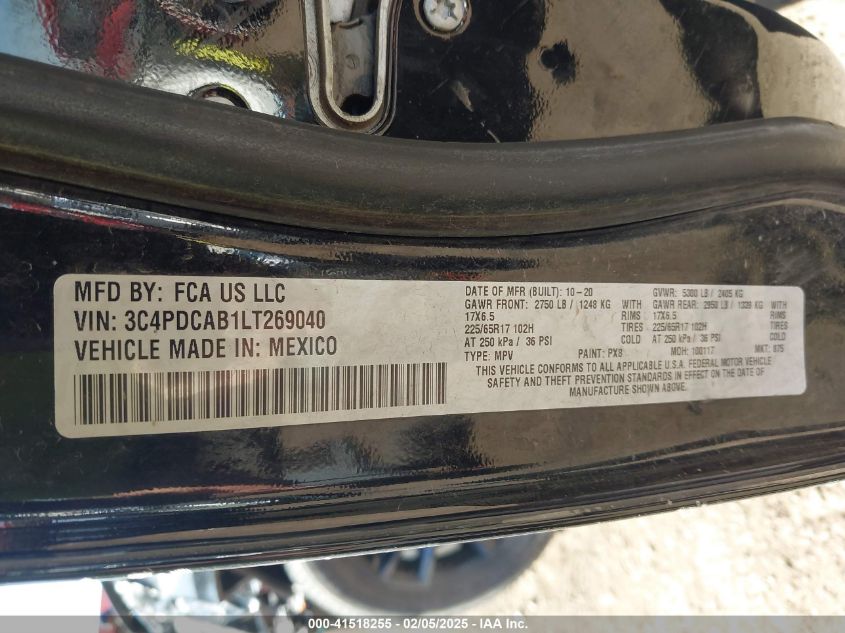 MFD BY: FCA US LLC
VIN: 3C4PDCAB1LT269040
VEHICLE MADE IN: MEXICO
DATE OF MFR (BUILT): 10-20 GVWR: 5300 LB / 2405 KG
GAWR FRONT: 2750 LB / 1248 KG WITH GAWR REAR: 2950 LB / 1339 KG WITH
17X6.5 RIMS 17X6.5 RIMS
225/65R17 102H TIRES 225/65R17 102H TIRES
AT 250 kPa / 36 PSI COLD AT 250 kPa / 36 PSI COLD
TYPE: MPV PAINT: PX8 MDH: 100117 MKT: 875
THIS VEHICLE CONFORMS TO ALL APPLICABLE U.S.A. FEDERAL MOTOR VEHICLE
SAFETY AND THEFT PREVENTION STANDARDS IN EFFECT ON THE DATE OF
MANUFACTURE SHOWN ABOVE.
000-41518255 - 02/05/2025 - IAA Inc.